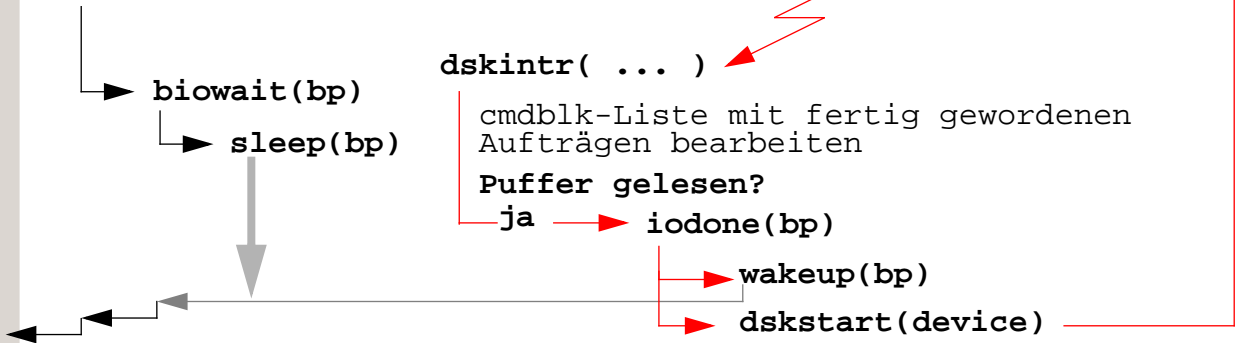 dskintr( ... )
biowait(bp)
cmdblk-Liste mit fertig gewordenen
sleep(bp)
Aufträgen bearbeiten
Puffer gelesen?
ja
iodone(bp)
wakeup(bp)
dskstart(device)